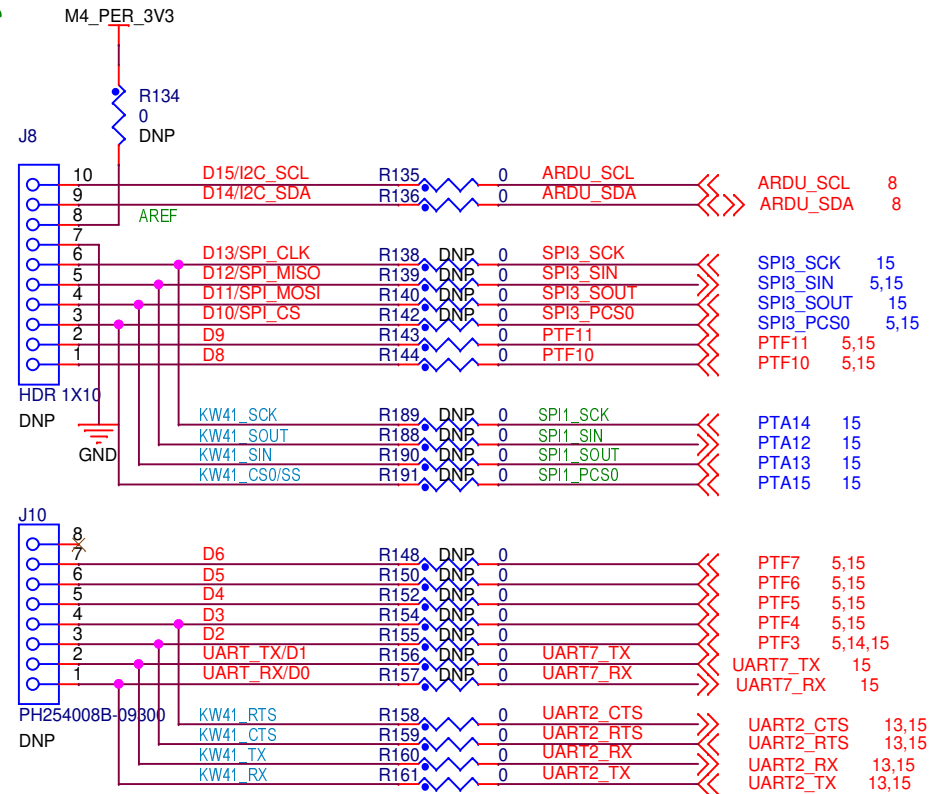 M4_PER_3V3
R134
0
DNP
J8
10 D15/I2C_SCL R135 0 ARDU_SCL ARDU_SCL 8
9 D14/I2C_SDA R136 0 ARDU_SDA ARDU_SDA 8
8 AREF
7
6 D13/SPI_CLK R138 DNP 0 SPI3_SCK SPI3_SCK 15
5 D12/SPI_MISO R139 DNP 0 SPI3_SIN SPI3_SIN 5,15
4 D11/SPI_MOSI R140 DNP 0 SPI3_SOUT SPI3_SOUT 15
3 D10/SPI_CS R142 DNP 0 SPI3_PCS0 SPI3_PCS0 5,15
2 D9 R143 0 PTF11 PTF11 5,15
1 D8 R144 0 PTF10 PTF10 5,15
HDR 1X10
DNP
GND
KW41_SCK R189 DNP 0 SPI1_SCK PTA14 15
KW41_SOUT R188 DNP 0 SPI1_SIN PTA12 15
KW41_SIN R190 DNP 0 SPI1_SOUT PTA13 15
KW41_CS0/SS R191 DNP 0 SPI1_PCS0 PTA15 15
J10
8
7 D6 R148 DNP 0 PTF7 5,15
6 D5 R150 DNP 0 PTF6 5,15
5 D4 R152 DNP 0 PTF5 5,15
4 D3 R154 DNP 0 PTF4 5,15
3 D2 R155 DNP 0 PTF3 5,14,15
2 UART_TX/D1 R156 DNP 0 UART7_TX UART7_TX 15
1 UART_RX/D0 R157 DNP 0 UART7_RX UART7_RX 15
PH254008B-09300
DNP
KW41_RTS R158 0 UART2_CTS UART2_CTS 13,15
KW41_CTS R159 0 UART2_RTS UART2_RTS 13,15
KW41_TX R160 0 UART2_RX UART2_RX 13,15
KW41_RX R161 0 UART2_TX UART2_TX 13,15